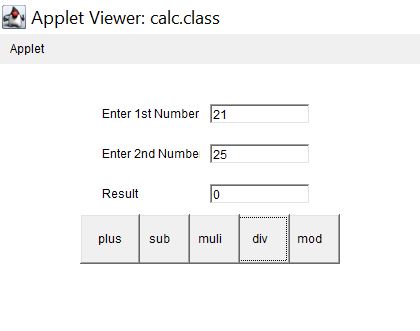 Applet Viewer: calc.class
Applet
Enter 1st Number 21
Enter 2nd Numbe 25
Result 0
plus sub muli div mod